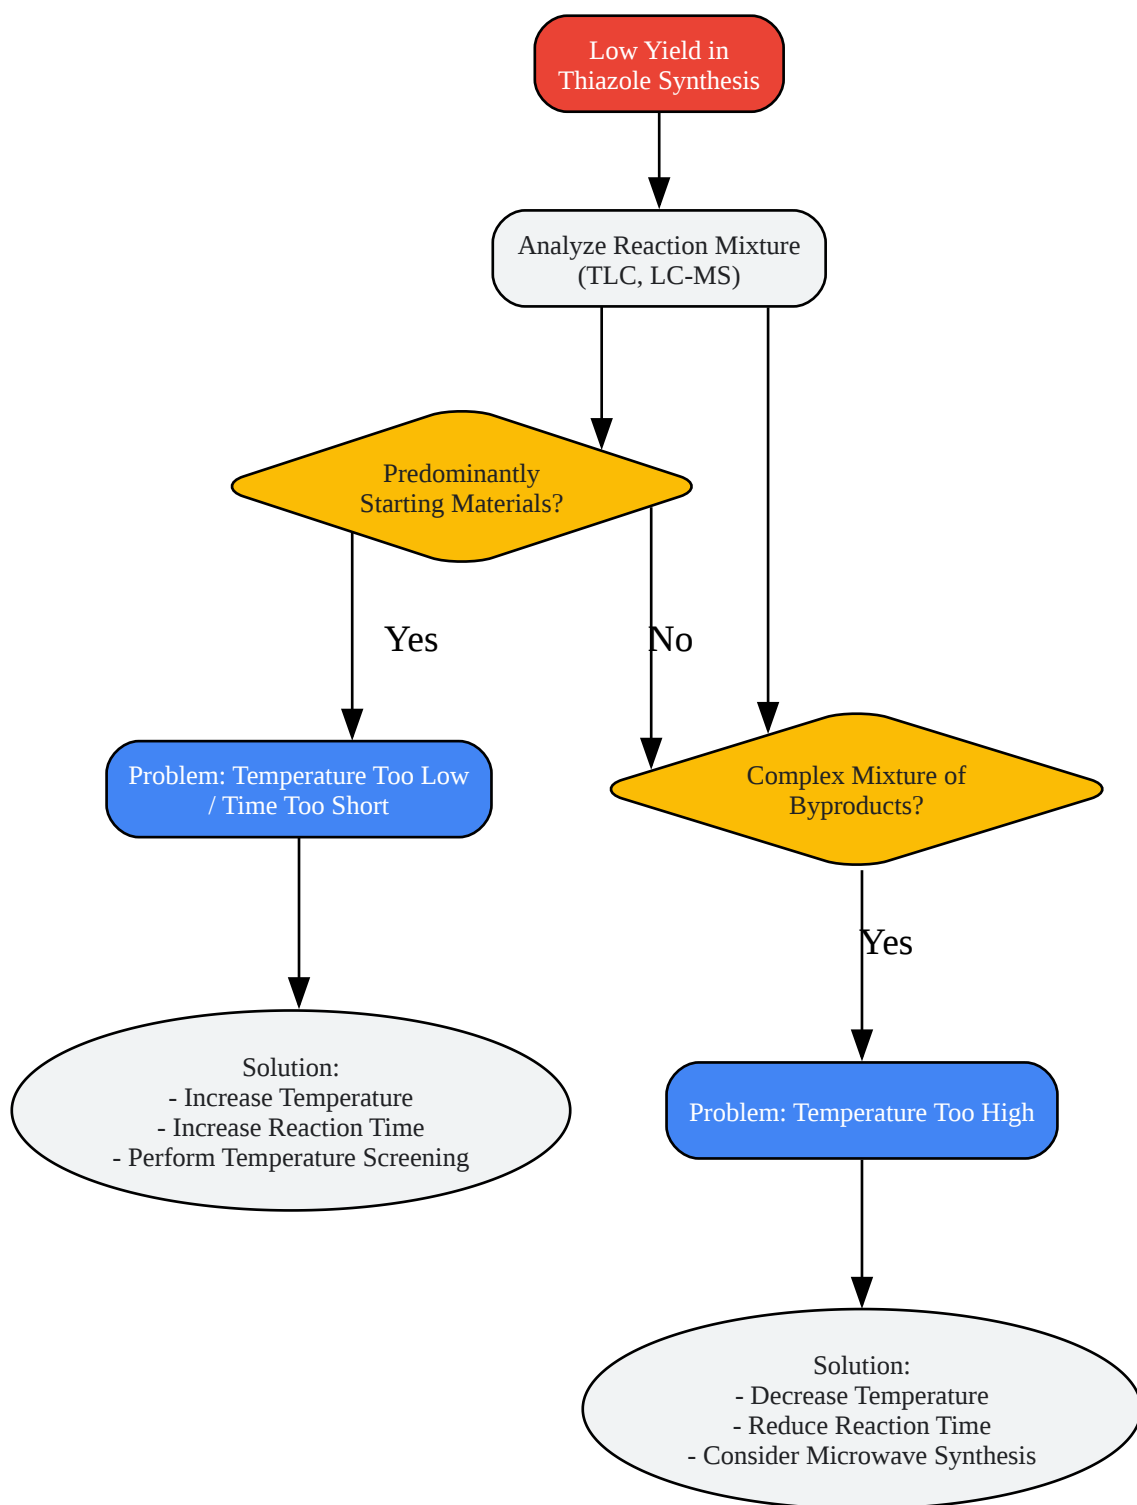 Low Yield in
Thiazole Synthesis
Analyze Reaction Mixture
(TLC, LC-MS)
Predominantly
Starting Materials?
Yes
No
Problem: Temperature Too Low
/ Time Too Short
Complex Mixture of
Byproducts?
Yes
Solution:
- Increase Temperature
- Increase Reaction Time
- Perform Temperature Screening
Problem: Temperature Too High
Solution:
- Decrease Temperature
- Reduce Reaction Time
- Consider Microwave Synthesis